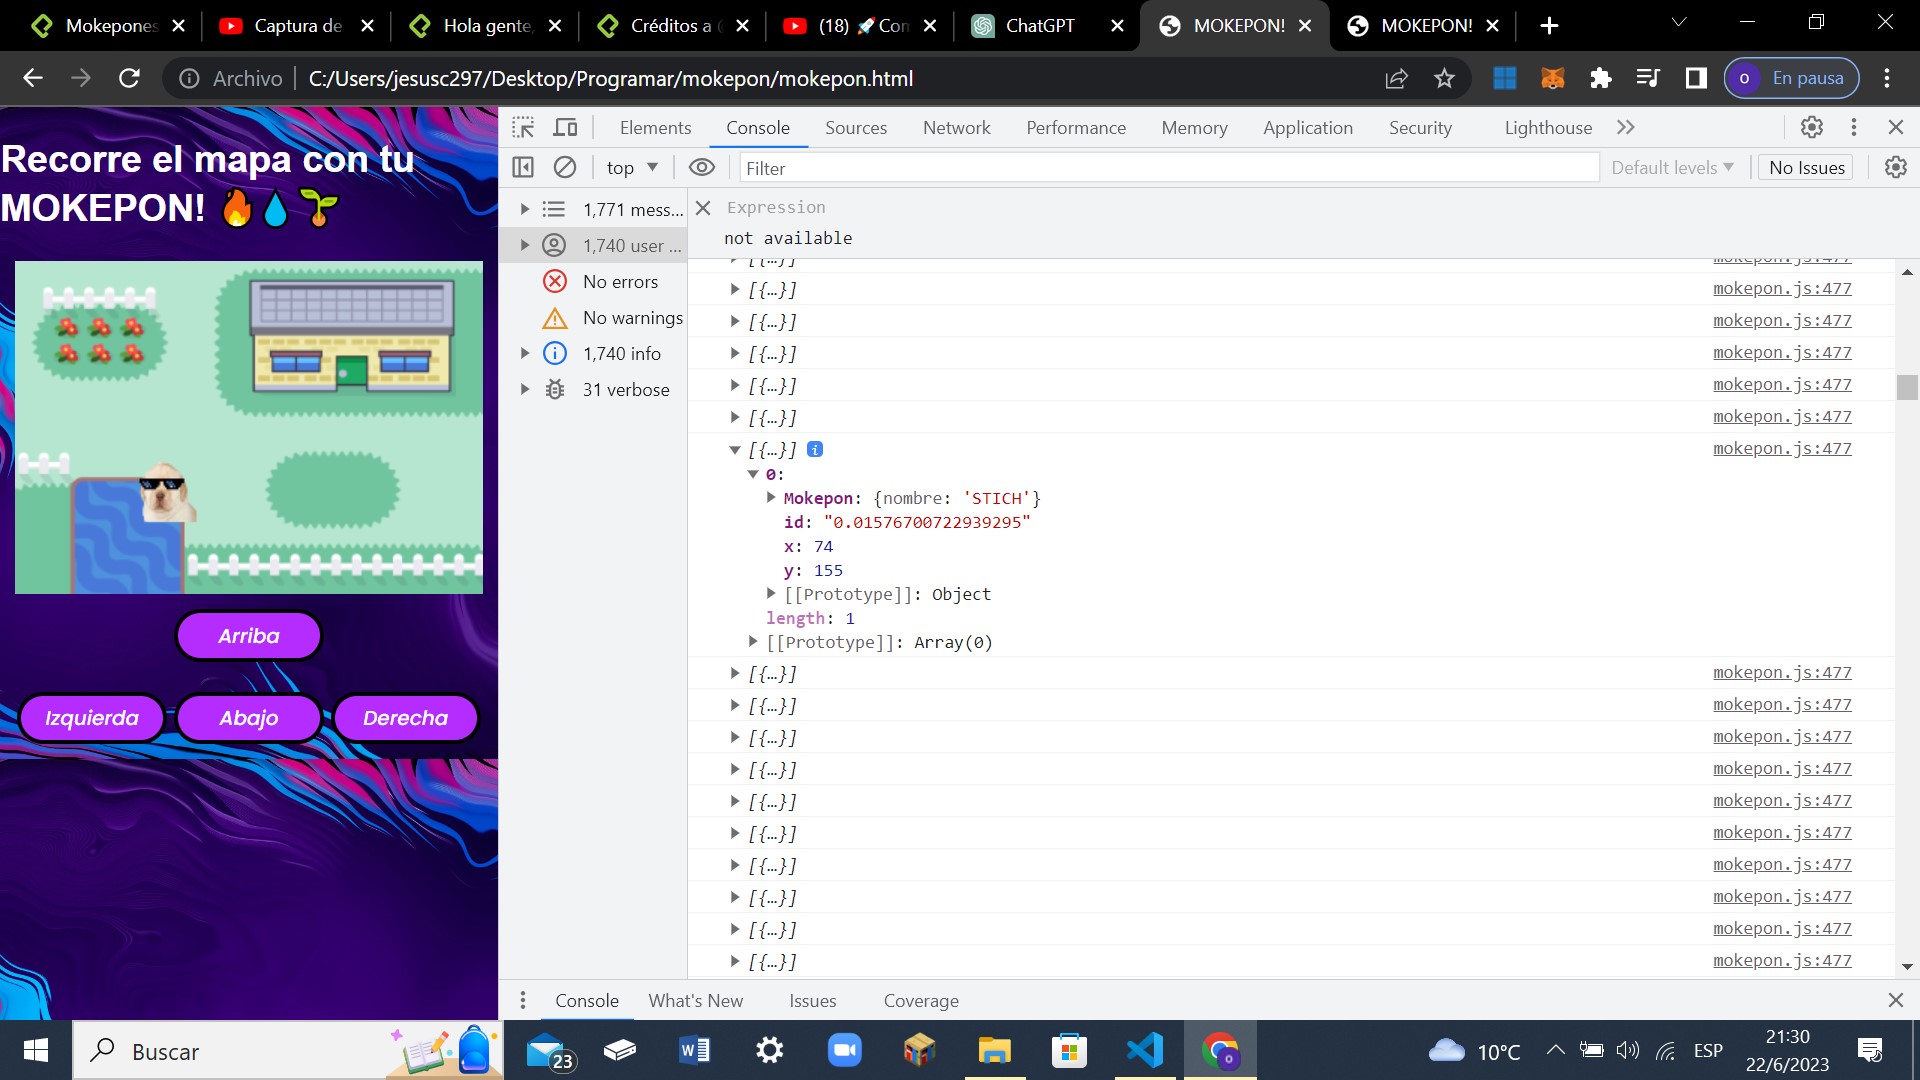 Mokepones
Captura de
Hola gente,
Créditos a
(18) 🚀Con
ChatGPT
MOKEPON!
MOKEPON!
Archivo
C:/Users/jesusc297/Desktop/Programar/mokepon/mokepon.html
o
En pausa
Recorre el mapa con tu
MOKEPON! 🔥💧🌱
Arriba
Izquierda
Abajo
Derecha
Elements
Console
Sources
Network
Performance
Memory
Application
Security
Lighthouse
top
Filter
Default levels
No Issues
1,771 mess...
1,740 user ...
No errors
No warnings
1,740 info
31 verbose
Expression
not available
[{…}] mokepon.js:477
[{…}] mokepon.js:477
[{…}] mokepon.js:477
[{…}] mokepon.js:477
[{…}] mokepon.js:477
[{…}] mokepon.js:477
[{…}] i mokepon.js:477
0:
Mokepon: {nombre: 'STICH'}
id: "0.01576700722939295"
x: 74
y: 155
[[Prototype]]: Object
length: 1
[[Prototype]]: Array(0)
[{…}] mokepon.js:477
[{…}] mokepon.js:477
[{…}] mokepon.js:477
[{…}] mokepon.js:477
[{…}] mokepon.js:477
[{…}] mokepon.js:477
[{…}] mokepon.js:477
[{…}] mokepon.js:477
[{…}] mokepon.js:477
[{…}] mokepon.js:477
Console
What's New
Issues
Coverage
Buscar
23
10°C
ESP
21:30
22/6/2023